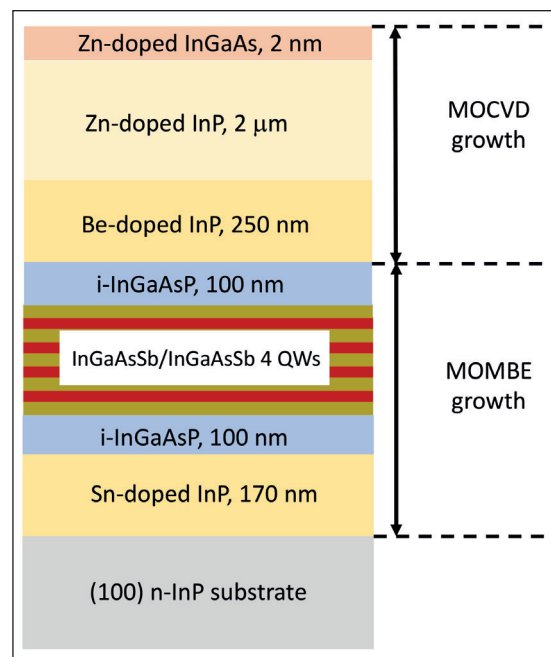 Zn-doped InGaAs, 2 nm
Zn-doped InP, 2 μm
MOCVD
growth
Be-doped InP, 250 nm
i-InGaAsP, 100 nm
InGaAsSb/InGaAsSb 4 QWs
MOMBE
growth
i-InGaAsP, 100 nm
Sn-doped InP, 170 nm
(100) n-InP substrate